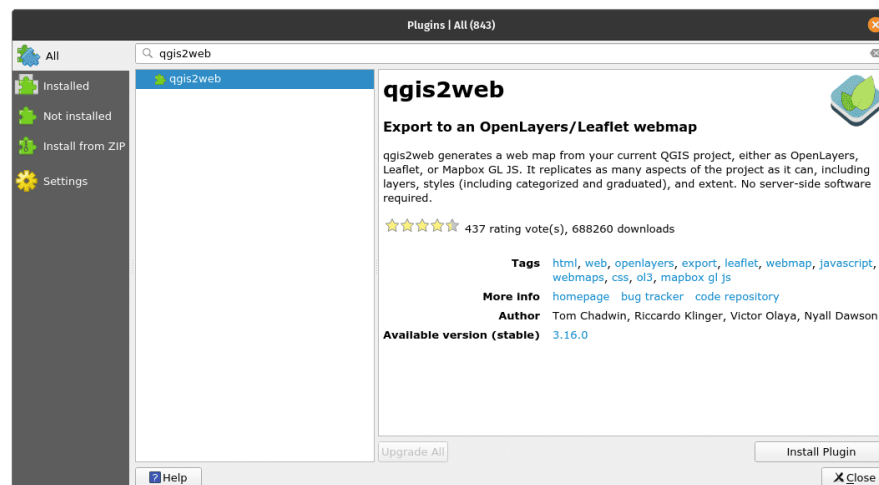 Plugins | All (843)
All
Installed
Not installed
Install from ZIP
Settings
qgis2web
qgis2web
qgis2web
Export to an OpenLayers/Leaflet webmap
qgis2web generates a web map from your current QGIS project, either as OpenLayers,
Leaflet, or Mapbox GL JS. It replicates as many aspects of the project as it can, including
layers, styles (including categorized and graduated), and extent. No server-side software
required.
437 rating vote(s), 688260 downloads
Tags html, web, openlayers, export, leaflet, webmap, javascript,
webmaps, css, ol3, mapbox gl js
More info homepage bug tracker code repository
Author Tom Chadwin, Riccardo Klinger, Victor Olaya, Nyall Dawson
Available version (stable) 3.16.0
Upgrade All
Install Plugin
Help
Close